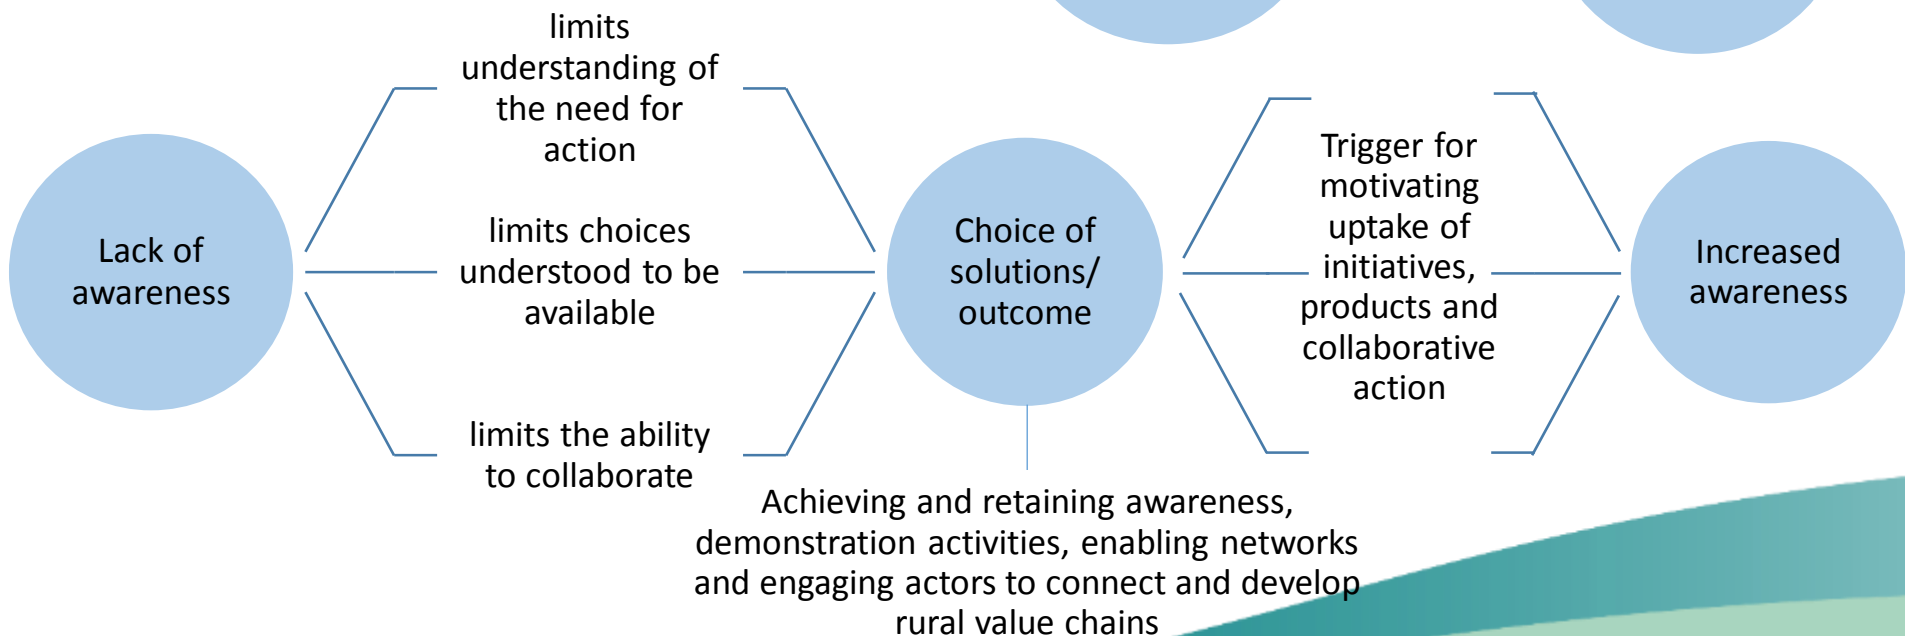 Lack of
awareness
limits
understanding of
the need for
action
limits choices
understood to be
available
limits the ability
to collaborate
Choice of
solutions/
outcome
Achieving and retaining awareness,
demonstration activities, enabling networks
and engaging actors to connect and develop
rural value chains
Trigger for
motivating
uptake of
initiatives,
products and
collaborative
action
Increased
awareness